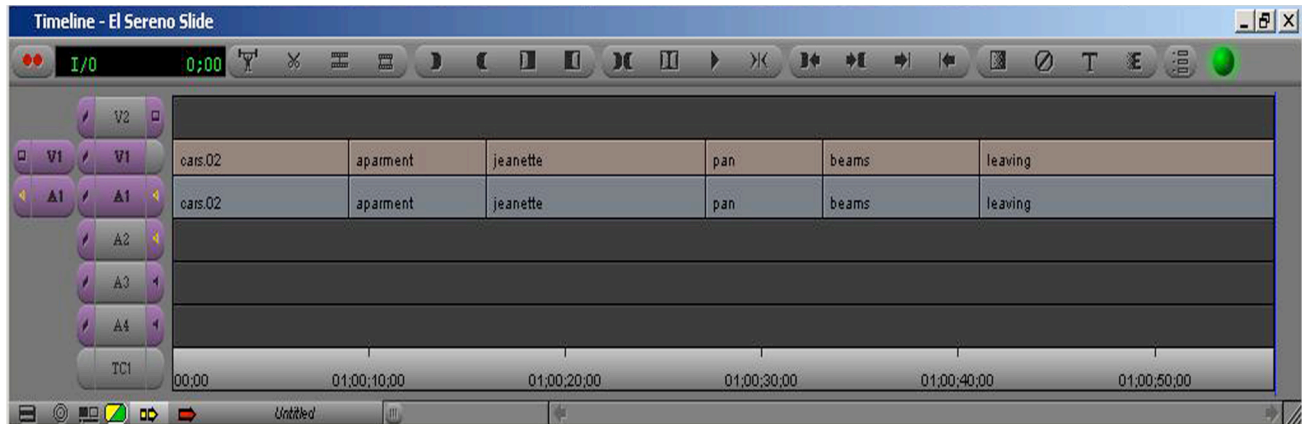 Timeline - El Sereno Slide
I/O 0;00 T
V2
V1 V1 cars.02 aparment jeanette pan beams leaving
A1 A1 cars.02 aparment jeanette pan beams leaving
A2
A3
A4
TC1 00;00 01;00;10;00 01;00;20;00 01;00;30;00 01;00;40;00 01;00;50;00
Untitled